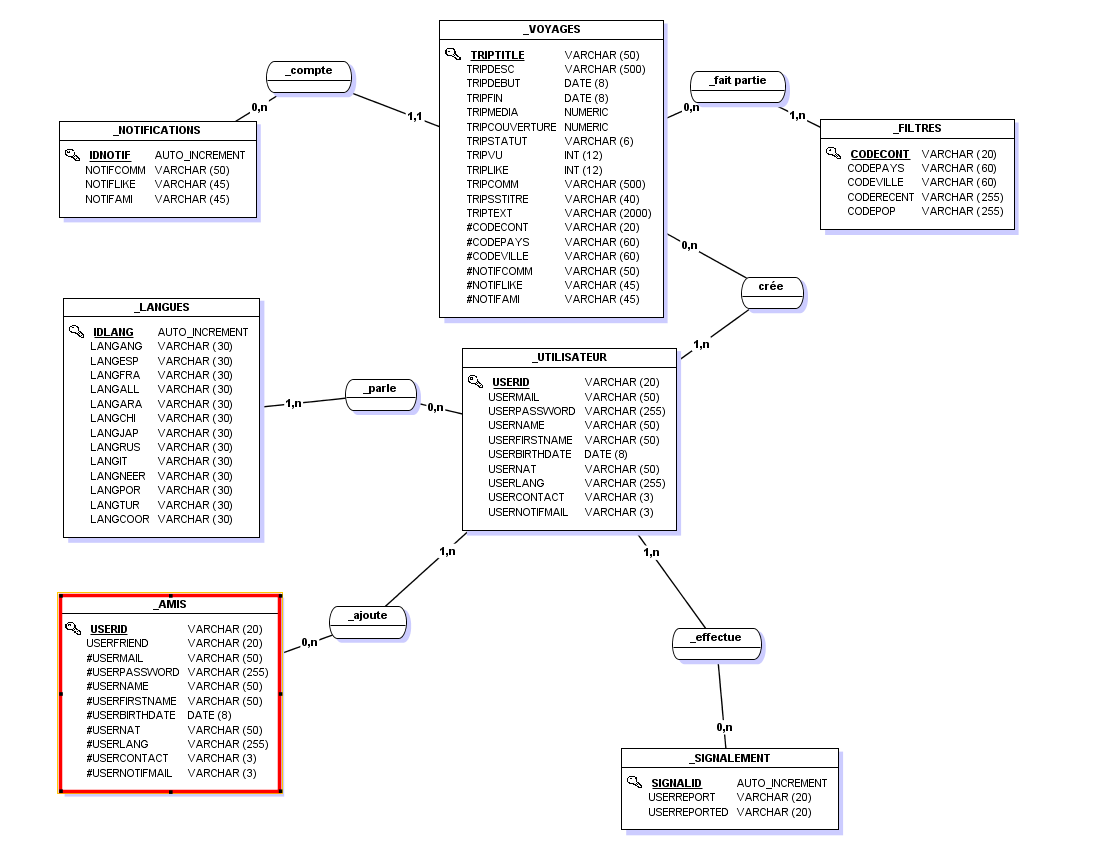 _VOYAGES
TRIPTITLE VARCHAR (50)
TRIPDESC VARCHAR (500)
TRIPDEBUT DATE (8)
TRIPFIN DATE (8)
TRIPMEDIA NUMERIC
TRIPCOUVERTURE NUMERIC
TRIPSTATUT VARCHAR (6)
TRIPVU INT (12)
TRIPLIKE INT (12)
TRIPCOMM VARCHAR (500)
TRIPSSTITRE VARCHAR (40)
TRIPTEXT VARCHAR (2000)
#CODECONT VARCHAR (20)
#CODEPAYS VARCHAR (60)
#CODEVILLE VARCHAR (60)
#NOTIFCOMM VARCHAR (50)
#NOTIFLIKE VARCHAR (45)
#NOTIFAMI VARCHAR (45)
_compte
0,n
1,1
_fait partie
0,n
1,n
_NOTIFICATIONS
IDNOTIF AUTO_INCREMENT
NOTIFCOMM VARCHAR (50)
NOTIFLIKE VARCHAR (45)
NOTIFAMI VARCHAR (45)
_FILTRES
CODECONT VARCHAR (20)
CODEPAYS VARCHAR (60)
CODEVILLE VARCHAR (60)
CODERECENT VARCHAR (255)
CODEPOP VARCHAR (255)
0,n
crée
1,n
_LANGUES
IDLANG AUTO_INCREMENT
LANGANG VARCHAR (30)
LANGESP VARCHAR (30)
LANGFRA VARCHAR (30)
LANGALL VARCHAR (30)
LANGARA VARCHAR (30)
LANGCHI VARCHAR (30)
LANGJAP VARCHAR (30)
LANGRUS VARCHAR (30)
LANGIT VARCHAR (30)
LANGNEER VARCHAR (30)
LANGPOR VARCHAR (30)
LANGTUR VARCHAR (30)
LANGCOOR VARCHAR (30)
_parle
1,n
0,n
_UTILISATEUR
USERID VARCHAR (20)
USERMAIL VARCHAR (50)
USERPASSWORD VARCHAR (255)
USERNAME VARCHAR (50)
USERFIRSTNAME VARCHAR (50)
USERBIRTHDATE DATE (8)
USERNAT VARCHAR (50)
USERLANG VARCHAR (255)
USERCONTACT VARCHAR (3)
USERNOTIFMAIL VARCHAR (3)
1,n
1,n
_AMIS
USERID VARCHAR (20)
USERFRIEND VARCHAR (20)
#USERMAIL VARCHAR (50)
#USERPASSWORD VARCHAR (255)
#USERNAME VARCHAR (50)
#USERFIRSTNAME VARCHAR (50)
#USERBIRTHDATE DATE (8)
#USERNAT VARCHAR (50)
#USERLANG VARCHAR (255)
#USERCONTACT VARCHAR (3)
#USERNOTIFMAIL VARCHAR (3)
_ajoute
0,n
_effectue
0,n
_SIGNALEMENT
SIGNALID AUTO_INCREMENT
USERREPORT VARCHAR (20)
USERREPORTED VARCHAR (20)